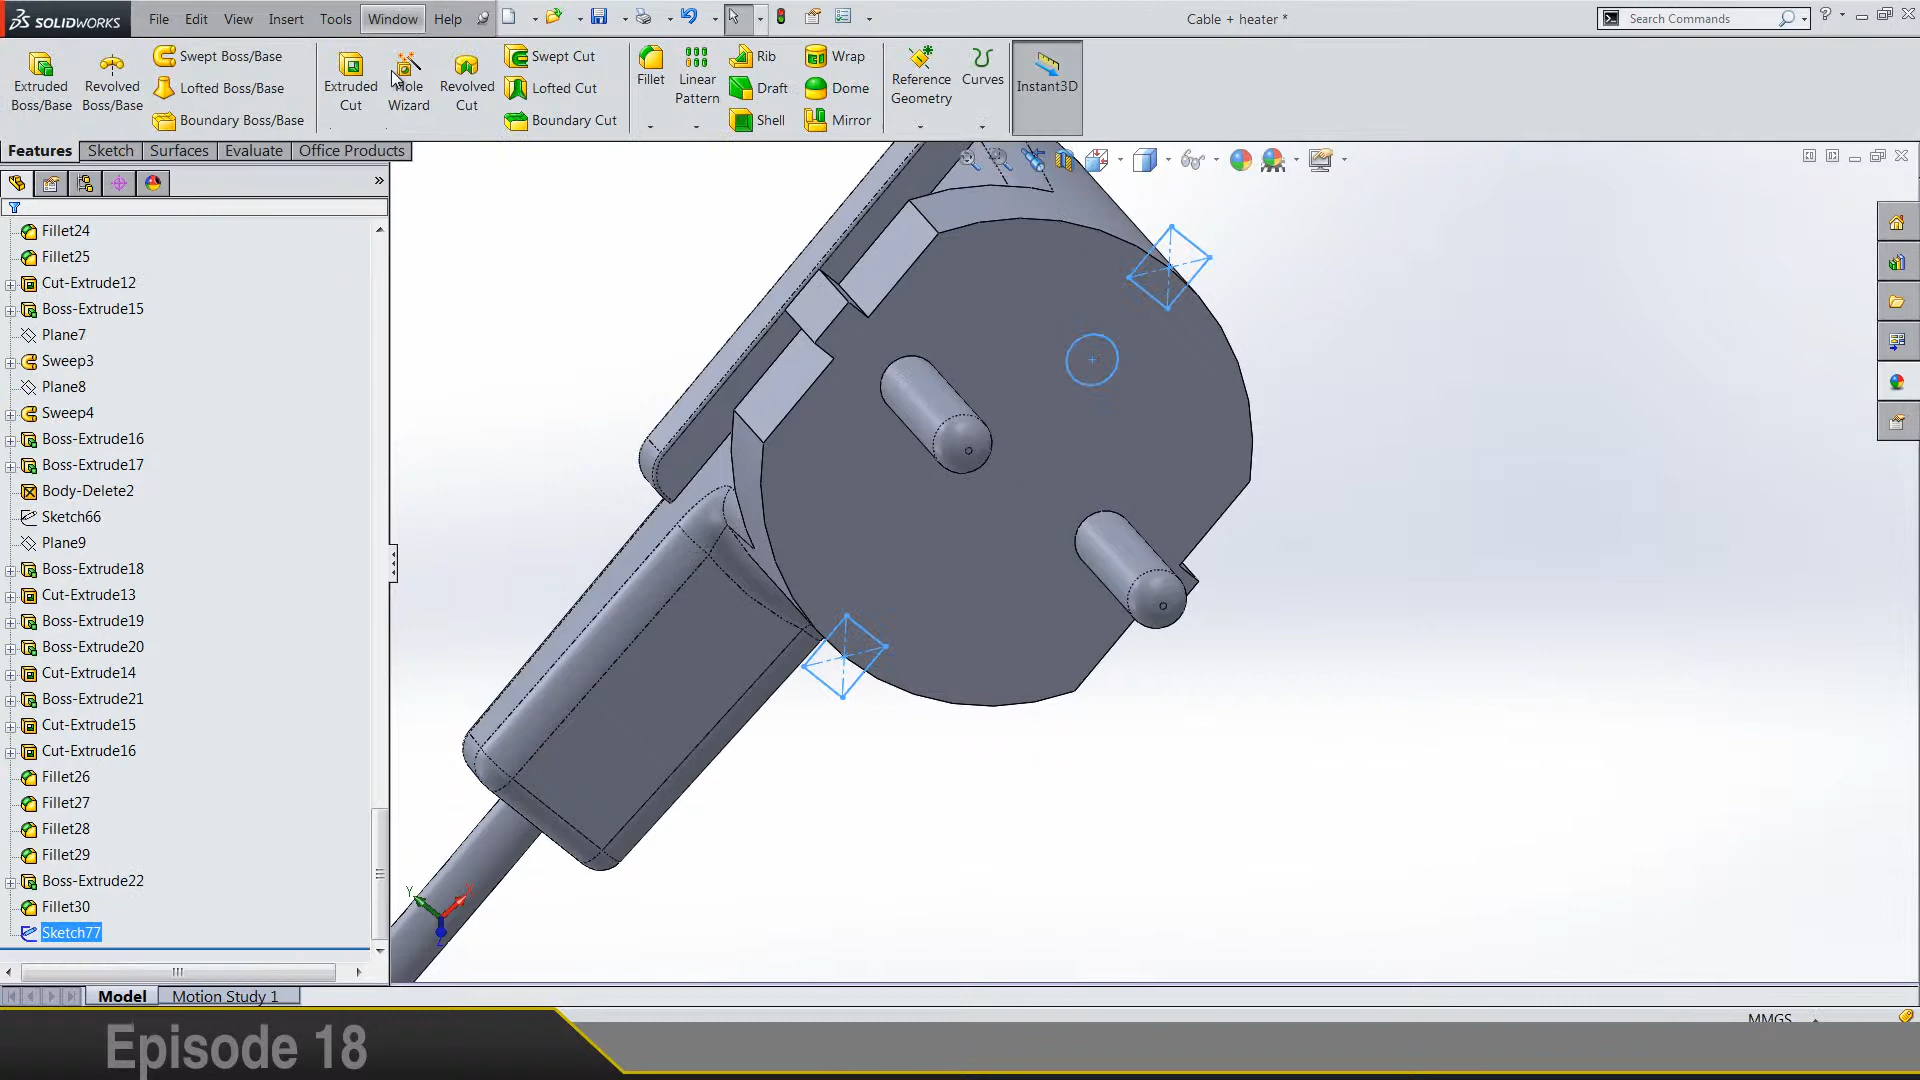 SOLIDWORKS
File Edit View Insert Tools Window Help
Cable + heater *
Search Commands
Extruded Boss/Base
Revolved Boss/Base
Swept Boss/Base
Lofted Boss/Base
Boundary Boss/Base
Extruded Cut
Hole Wizard
Revolved Cut
Swept Cut
Lofted Cut
Boundary Cut
Fillet
Linear Pattern
Rib
Draft
Shell
Wrap
Dome
Mirror
Reference Geometry
Curves
Instant3D
Features Sketch Surfaces Evaluate Office Products
Fillet24
Fillet25
Cut-Extrude12
Boss-Extrude15
Plane7
Sweep3
Plane8
Sweep4
Boss-Extrude16
Boss-Extrude17
Body-Delete2
Sketch66
Plane9
Boss-Extrude18
Cut-Extrude13
Boss-Extrude19
Boss-Extrude20
Cut-Extrude14
Boss-Extrude21
Cut-Extrude15
Cut-Extrude16
Fillet26
Fillet27
Fillet28
Fillet29
Boss-Extrude22
Fillet30
Sketch77
Y X
Z
Model Motion Study 1
MMGS
Episode 18